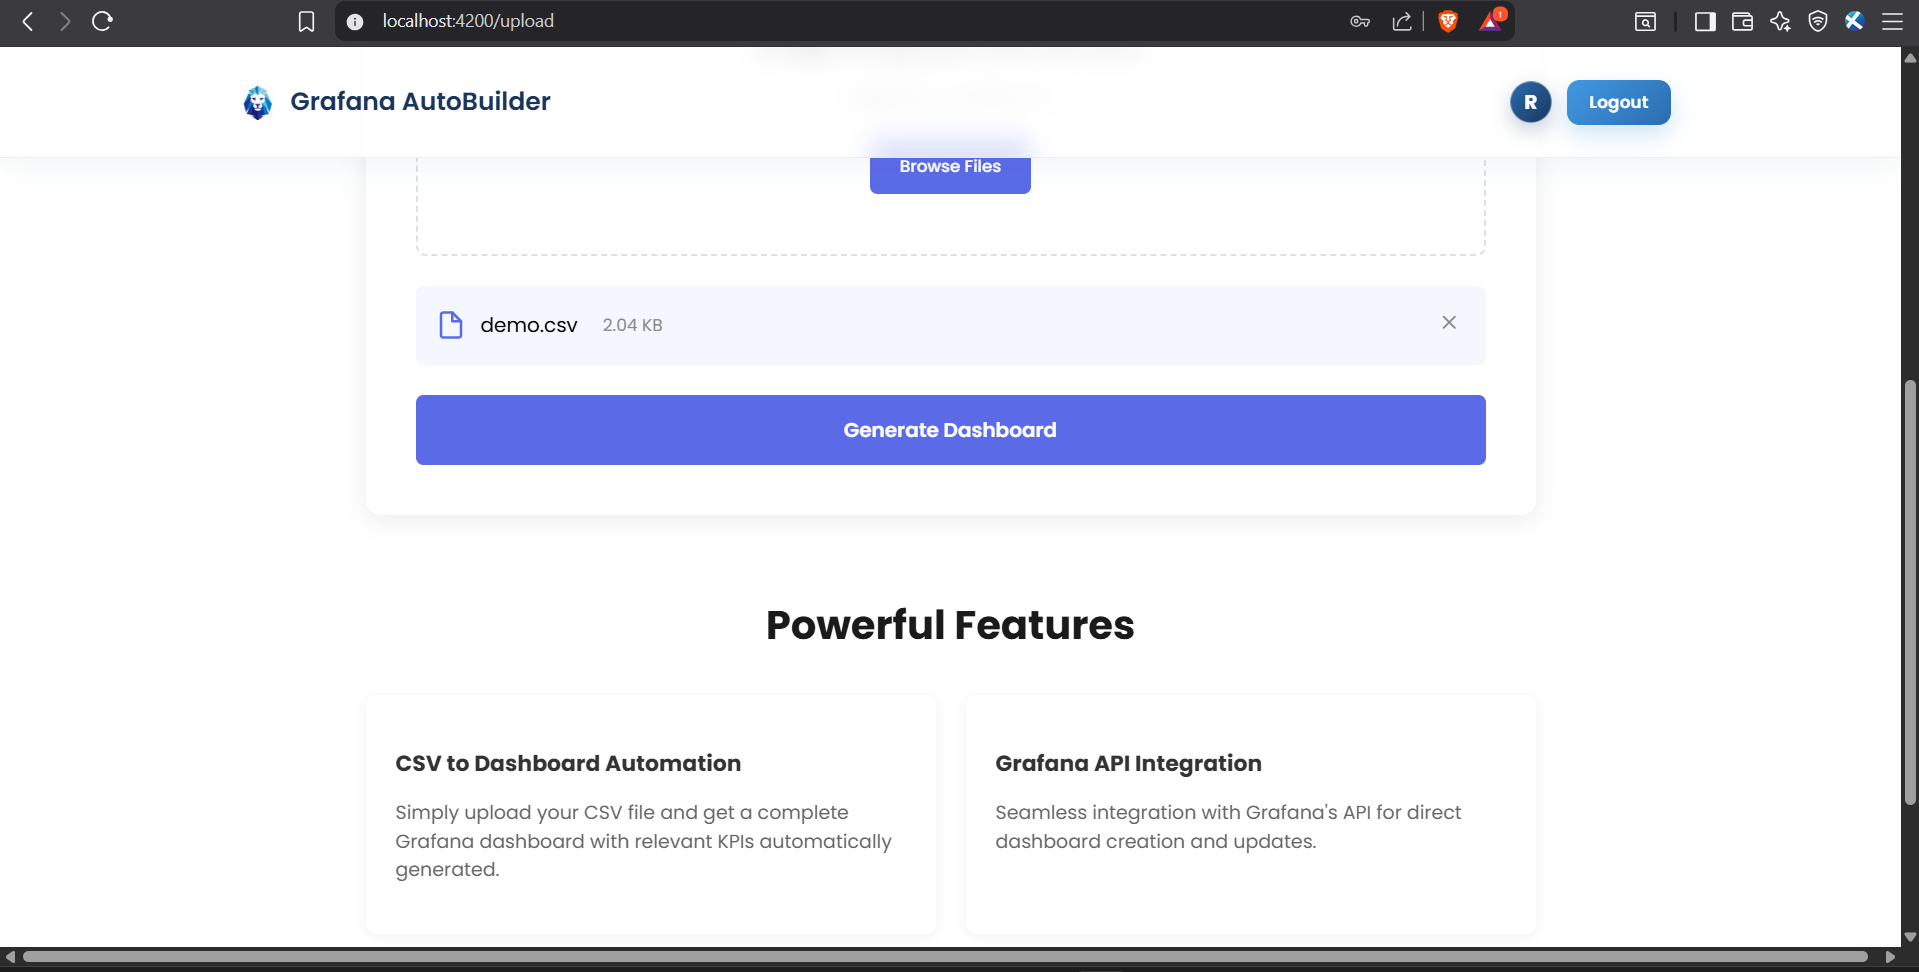 localhost:4200/upload
1
Grafana AutoBuilder
R
Logout
Browse Files
demo.csv 2.04 KB
Generate Dashboard
Powerful Features
CSV to Dashboard Automation
Simply upload your CSV file and get a complete
Grafana dashboard with relevant KPIs automatically
generated.
Grafana API Integration
Seamless integration with Grafana's API for direct
dashboard creation and updates.